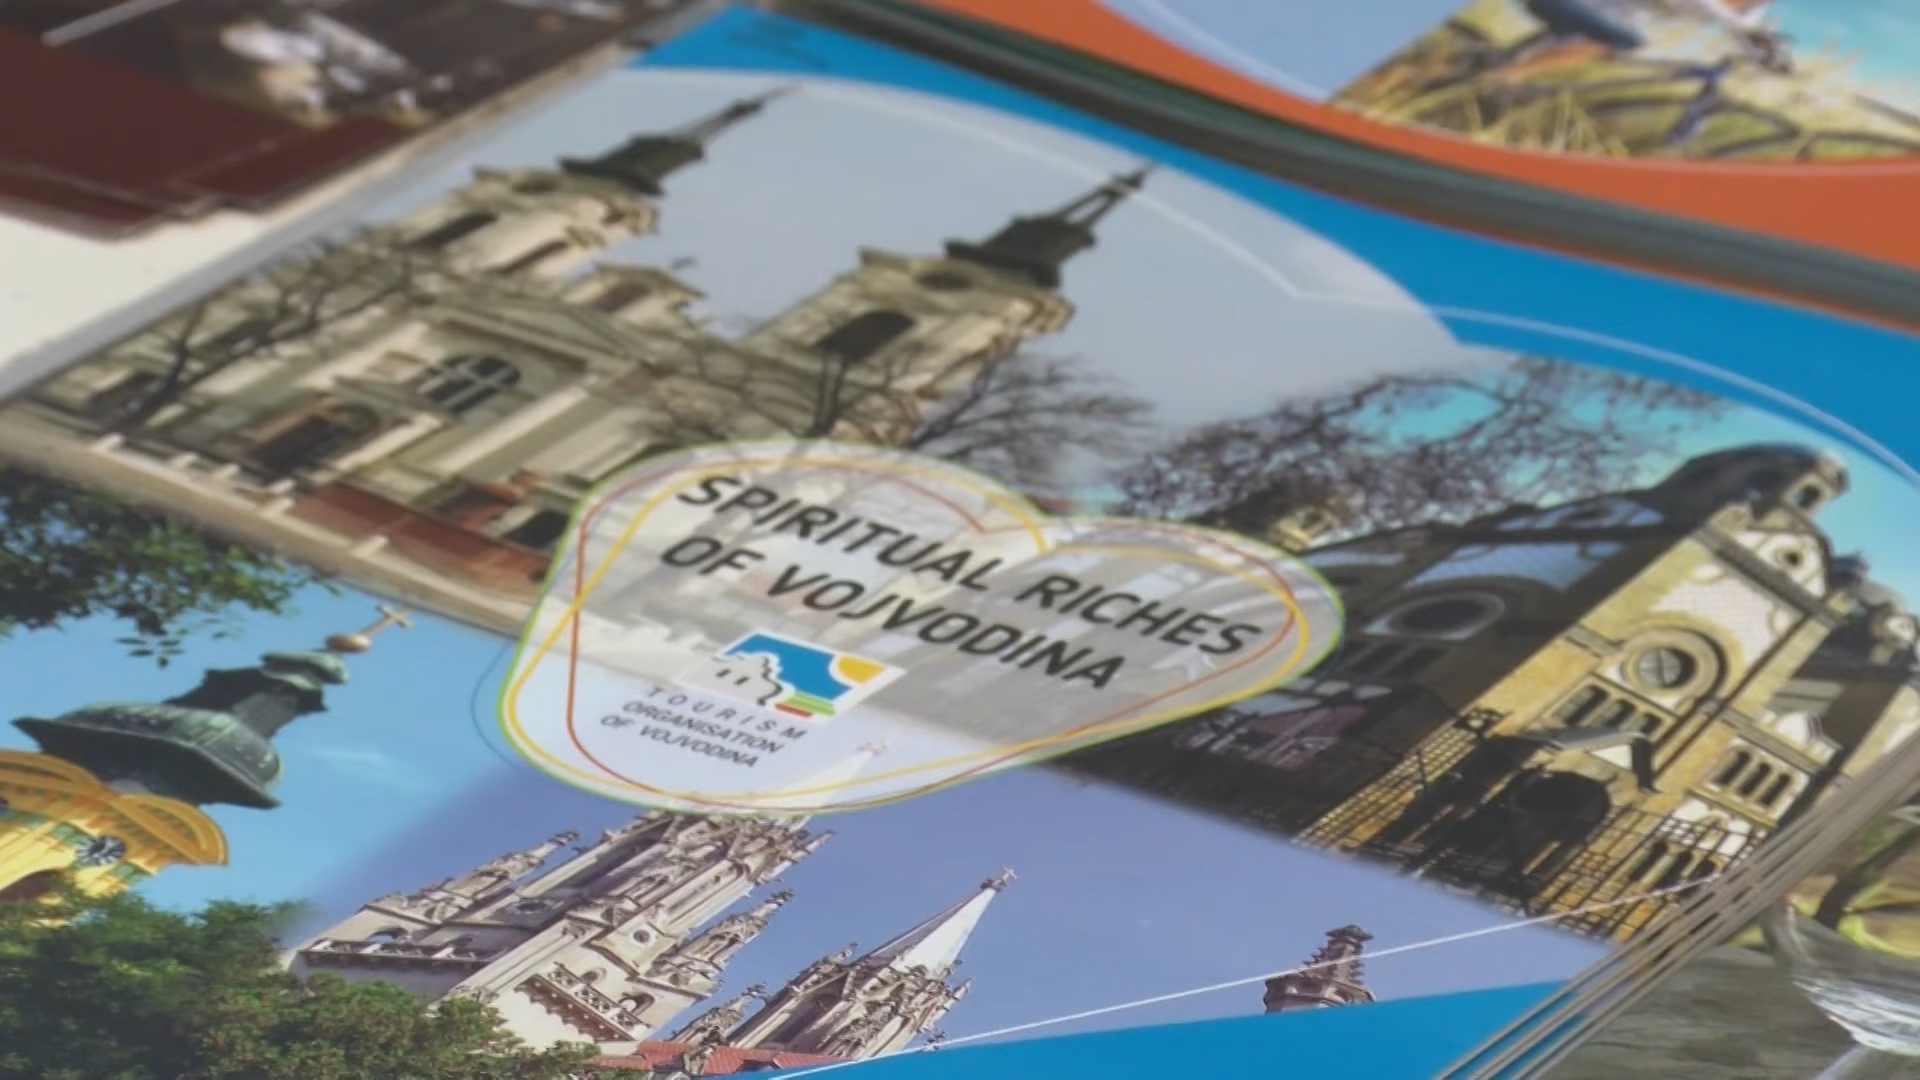 SPIRITUAL RICHES
OF VOJVODINA
TOURISM
ORGANISATION
OF VOJVODINA